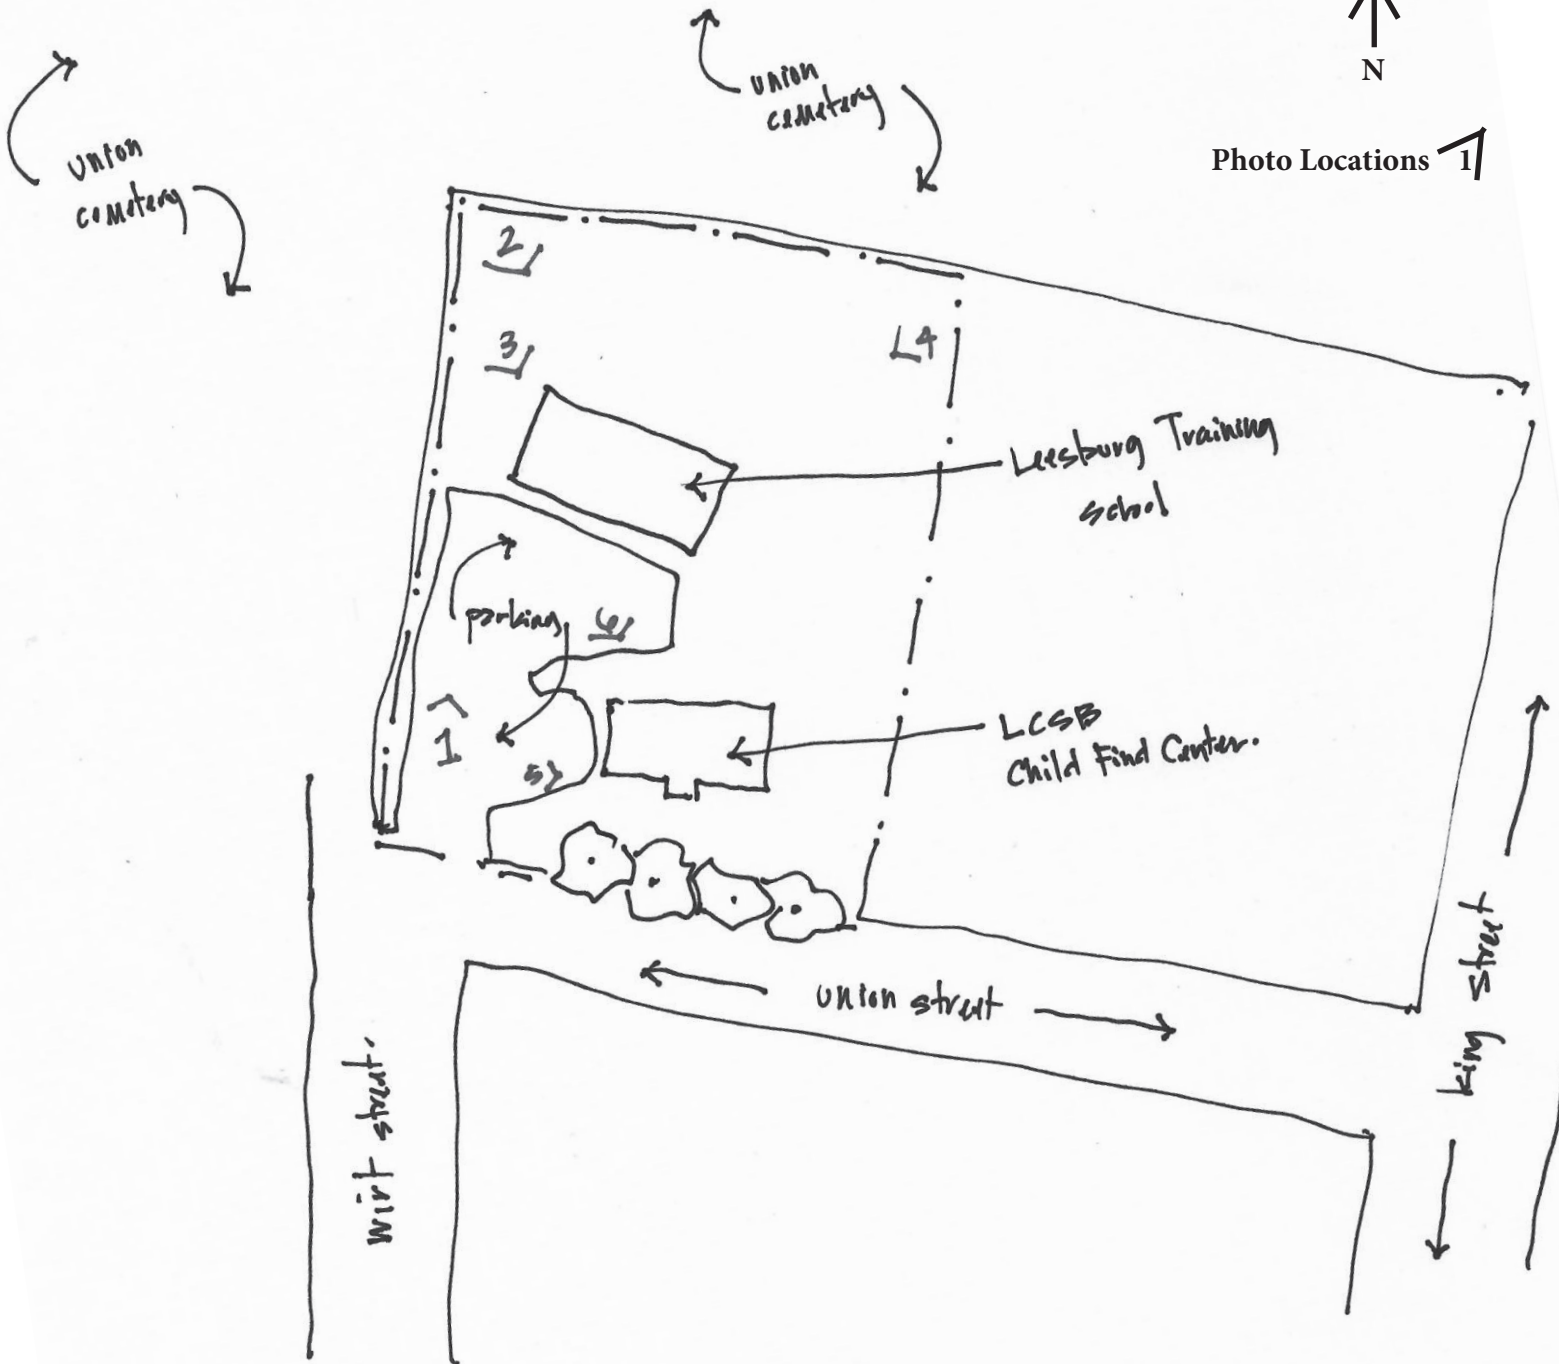 N
Photo Locations 1
union
cemetery
union
cemetery
2
3
L4
Leesburg Training
school
parking
6
1
5
LCSB
Child Find Center.
union street
king street
wirt street.